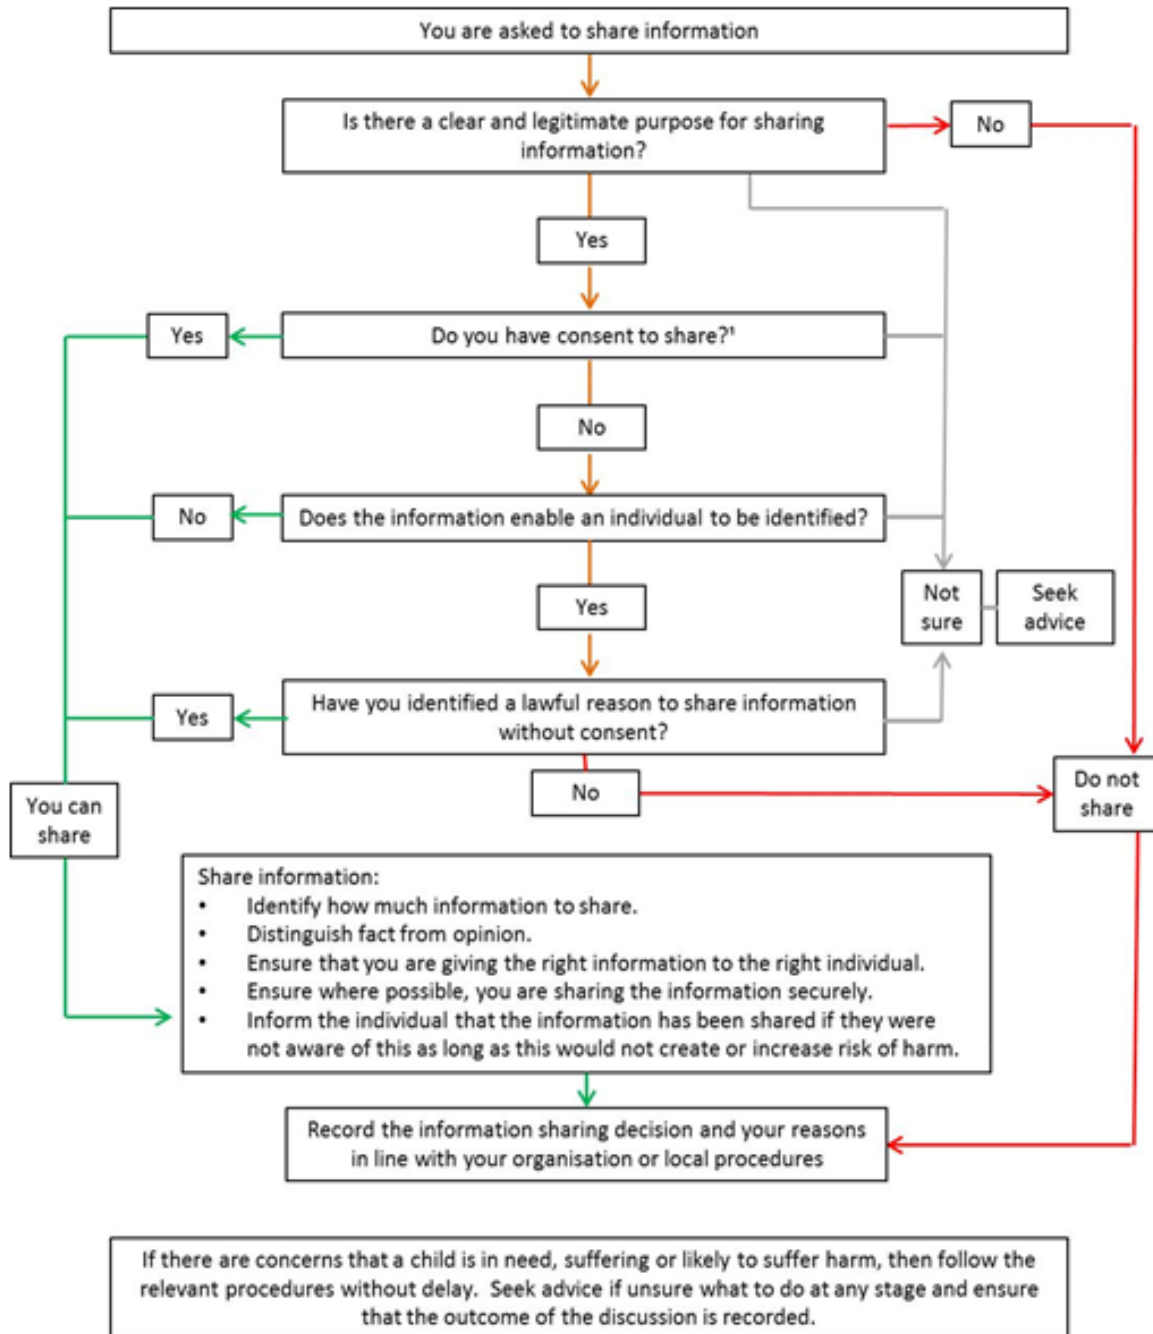 You are asked to share information
Is there a clear and legitimate purpose for sharing
information?
No
Yes
Yes
Do you have consent to share?¹
No
No
Does the information enable an individual to be identified?
Yes
Not
sure
Seek
advice
Yes
Have you identified a lawful reason to share information
without consent?
No
Do not
share
You can
share
Share information:
• Identify how much information to share.
• Distinguish fact from opinion.
• Ensure that you are giving the right information to the right individual.
• Ensure where possible, you are sharing the information securely.
• Inform the individual that the information has been shared if they were
not aware of this as long as this would not create or increase risk of harm.
Record the information sharing decision and your reasons
in line with your organisation or local procedures
If there are concerns that a child is in need, suffering or likely to suffer harm, then follow the
relevant procedures without delay. Seek advice if unsure what to do at any stage and ensure
that the outcome of the discussion is recorded.